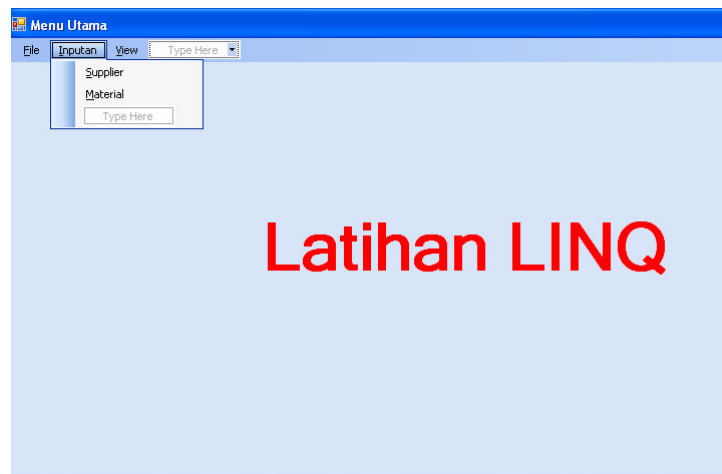 Menu Utama
File Inputan View Type Here
Supplier
Material
Type Here
Latihan LINQ